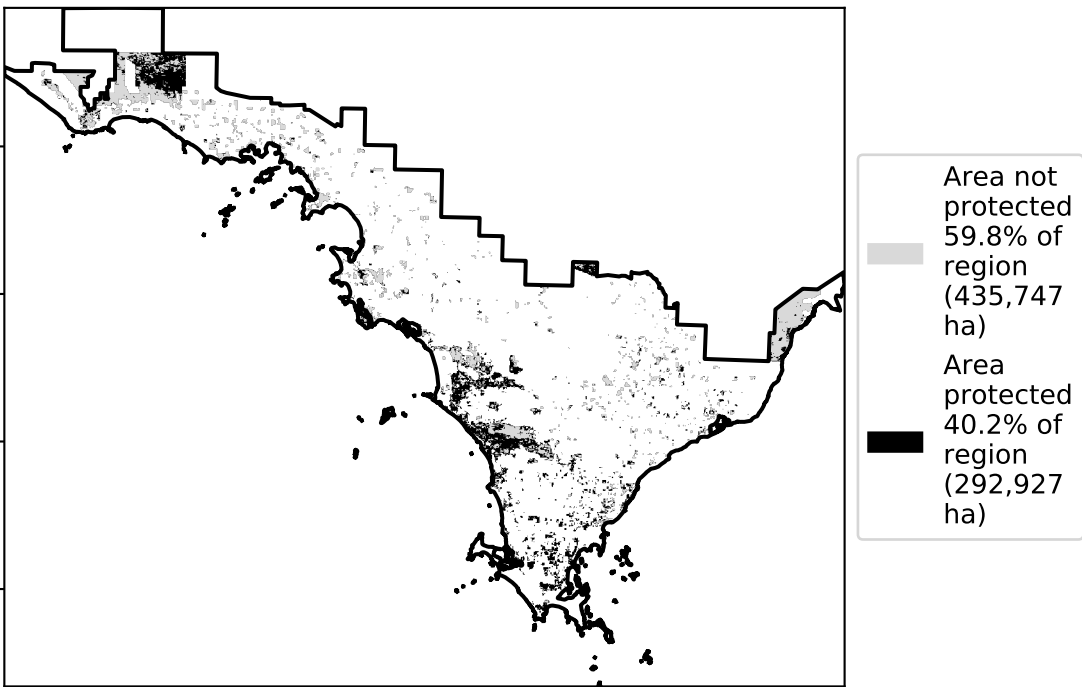 Area not
protected
59.8% of
region
(435,747
ha)
Area
protected
40.2% of
region
(292,927
ha)